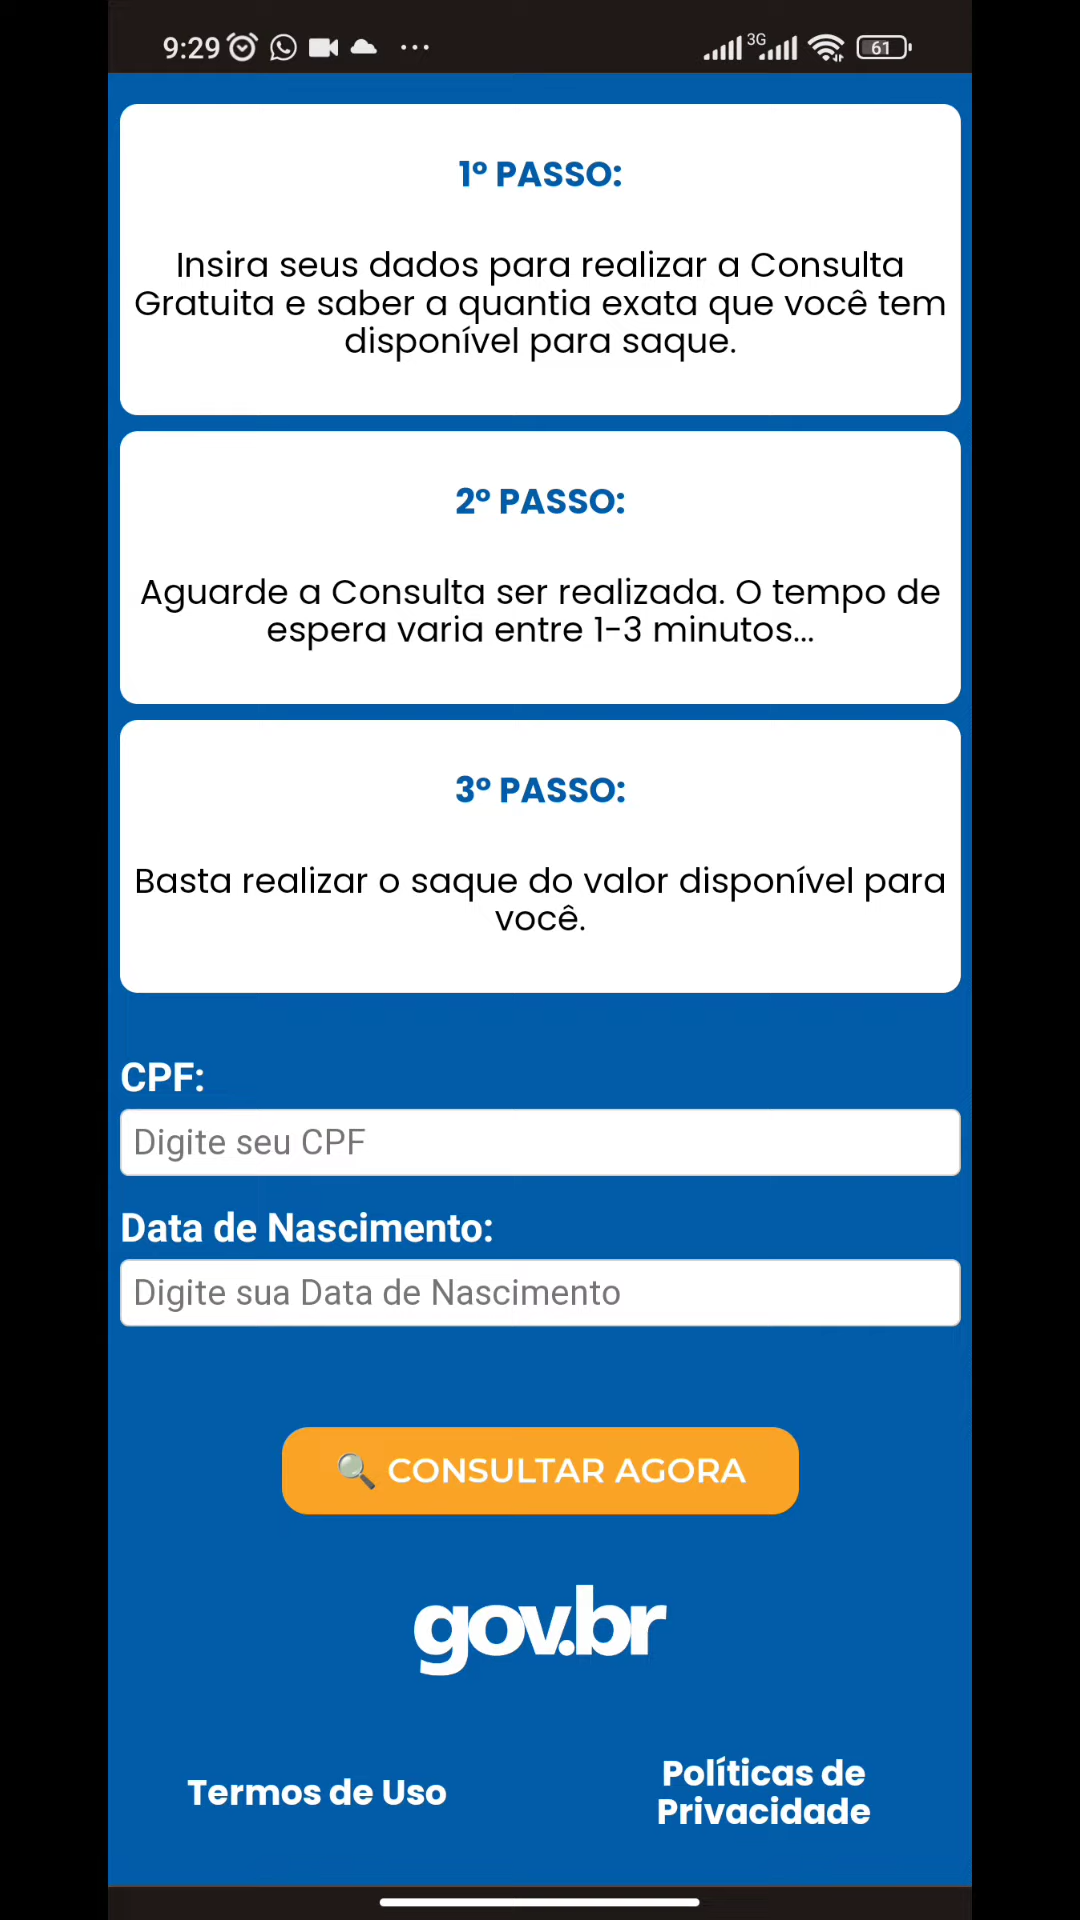 9:29
3G
61
1º PASSO:
Insira seus dados para realizar a Consulta
Gratuita e saber a quantia exata que você tem
disponível para saque.
2º PASSO:
Aguarde a Consulta ser realizada. O tempo de
espera varia entre 1-3 minutos...
3º PASSO:
Basta realizar o saque do valor disponível para
você.
CPF:
Digite seu CPF
Data de Nascimento:
Digite sua Data de Nascimento
🔍 CONSULTAR AGORA
gov.br
Termos de Uso
Políticas de
Privacidade